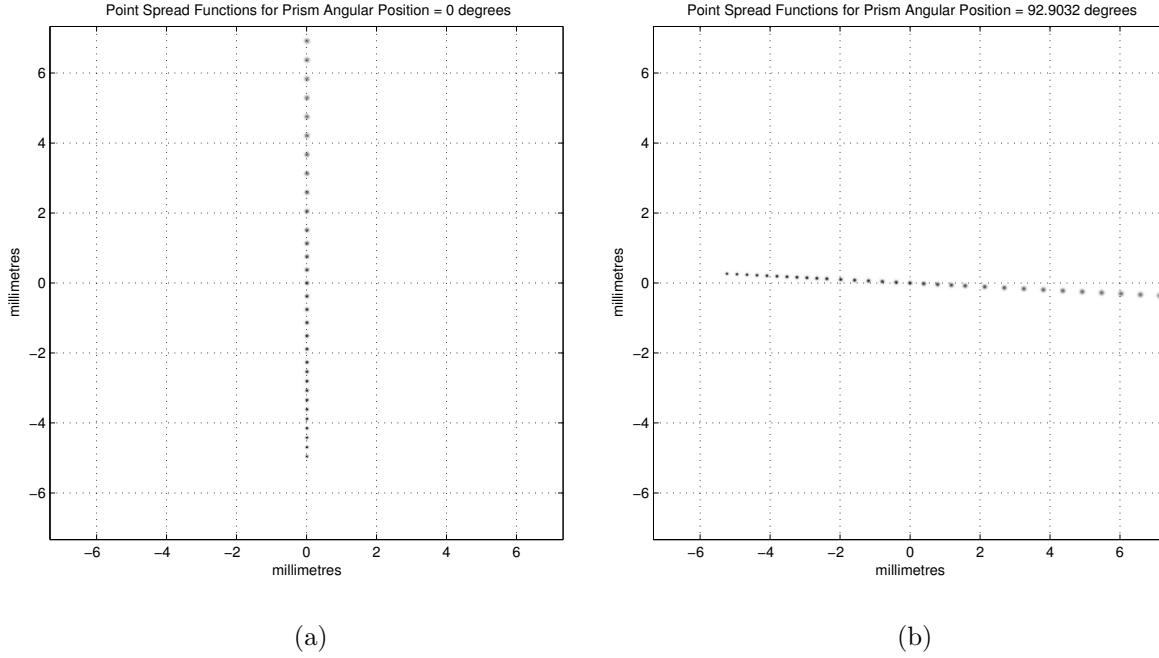 Point Spread Functions for Prism Angular Position = 0 degrees
6
4
2
0
−2
−4
−6
millimetres
−6 −4 −2 0 2 4 6
millimetres
(a)
Point Spread Functions for Prism Angular Position = 92.9032 degrees
6
4
2
0
−2
−4
−6
millimetres
−6 −4 −2 0 2 4 6
millimetres
(b)